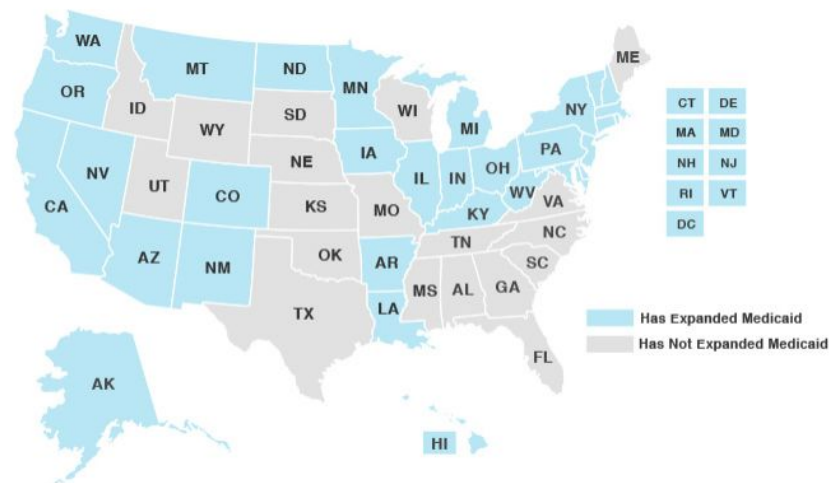 WA
MT
ND
MN
ME
OR
ID
WY
SD
WI
MI
NY
CT DE
MA MD
NH NJ
RI VT
DC
NV
UT
CO
NE
IA
IL
IN
OH
PA
CA
KS
MO
KY
WV
VA
AZ
NM
OK
AR
TN
NC
SC
TX
LA
MS
AL
GA
FL
Has Expanded Medicaid
Has Not Expanded Medicaid
AK
HI